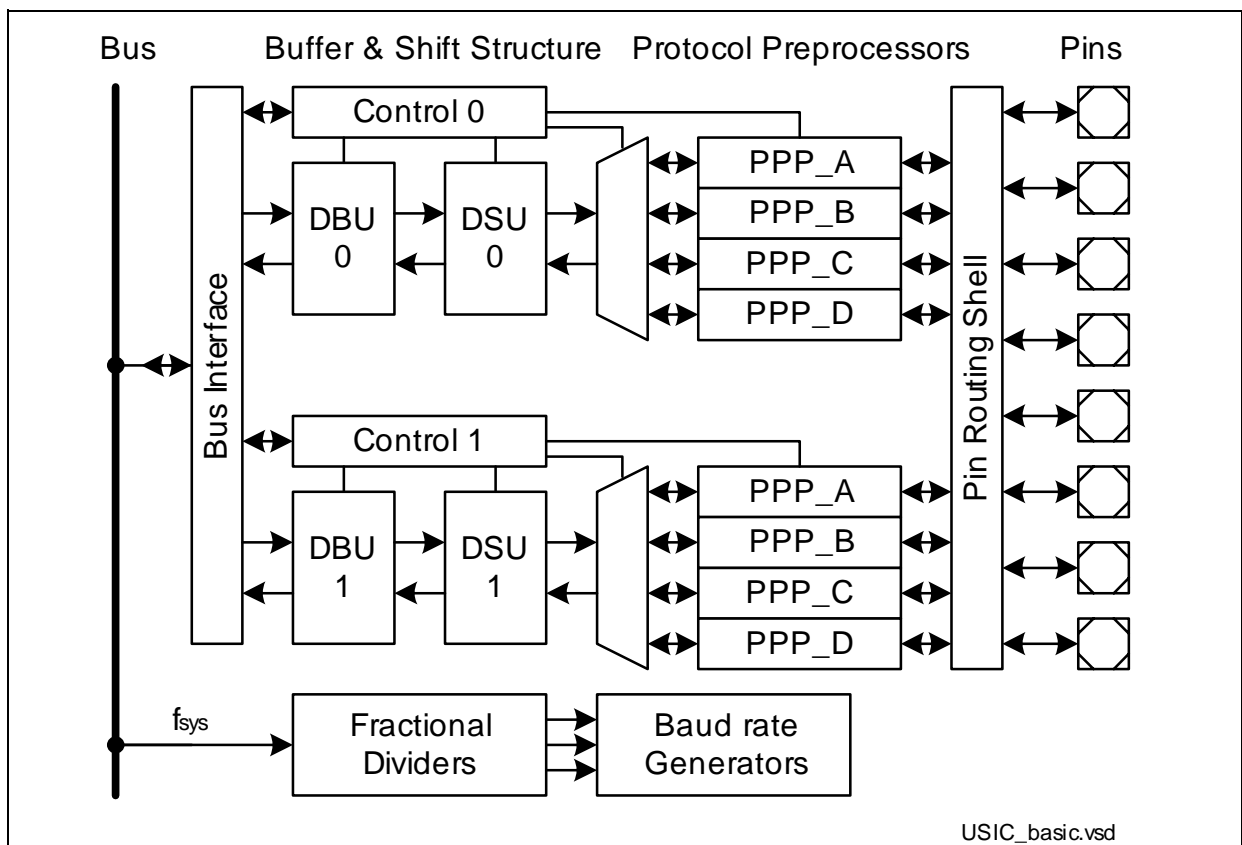 Bus
Buffer & Shift Structure
Protocol Preprocessors
Pins
Bus Interface
Control 0
DBU
0
DSU
0
PPP_A
PPP_B
PPP_C
PPP_D
Pin Routing Shell
Control 1
DBU
1
DSU
1
PPP_A
PPP_B
PPP_C
PPP_D
fsys
Fractional
Dividers
Baud rate
Generators
USIC_basic.vsd